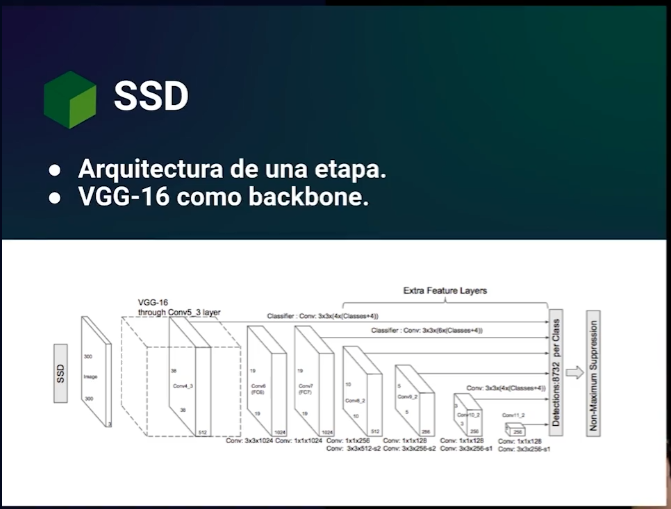 SSD
● Arquitectura de una etapa.
● VGG-16 como backbone.
Extra Feature Layers
VGG-16
through Conv5_3 layer
Classifier : Conv: 3x3x(4x(Classes+4))
Classifier : Conv: 3x3x(6x(Classes+4))
Conv: 3x3x(4x(Classes+4))
SSD
300
Image
300
3
38
Conv4_3
38
512
19
Conv6
(FC6)
19
1024
19
Conv7
(FC7)
19
1024
10
Conv8_2
10
512
5
Conv9_2
5
256
3
Conv10_2
3
256
Conv11_2
256
Detections:8732 per Class
Non-Maximum Suppression
Conv: 3x3x1024
Conv: 1x1x1024
Conv: 1x1x256
Conv: 3x3x512-s2
Conv: 1x1x128
Conv: 3x3x256-s2
Conv: 1x1x128
Conv: 3x3x256-s1
Conv: 1x1x128
Conv: 3x3x256-s1